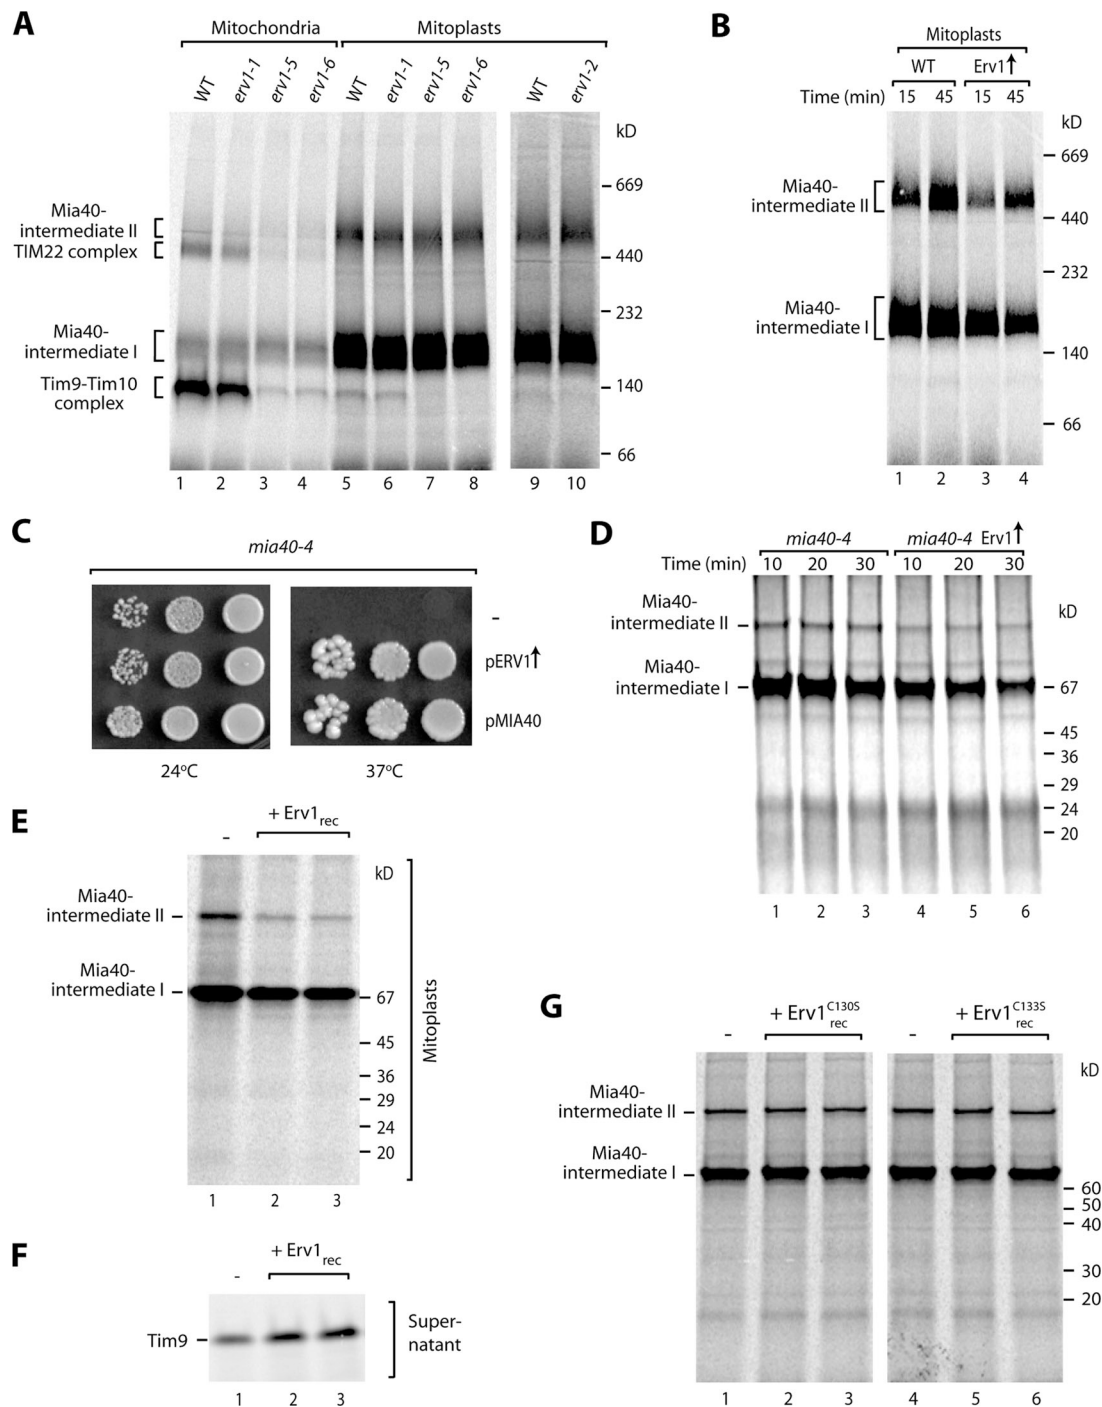 A
Mitochondria Mitoplasts
WT erv1-1 erv1-5 erv1-6 WT erv1-1 erv1-5 erv1-6 WT erv1-2
kD
669
Mia40-
intermediate II
TIM22 complex
440
232
Mia40-
intermediate I
140
Tim9-Tim10
complex
66
1 2 3 4 5 6 7 8 9 10
B
Mitoplasts
WT Erv1↑
Time (min) 15 45 15 45
kD
669
Mia40-
intermediate II
440
232
Mia40-
intermediate I
140
66
1 2 3 4
C
mia40-4
–
pERV1↑
pMIA40
24ºC 37ºC
D
mia40-4 mia40-4 Erv1↑
Time (min) 10 20 30 10 20 30
Mia40-
intermediate II
kD
Mia40-
intermediate I
67
45
36
29
24
20
1 2 3 4 5 6
E
- + Erv1rec
kD
Mia40-
intermediate II
Mia40-
intermediate I
67
45
36
29
24
20
Mitoplasts
1 2 3
F
- + Erv1rec
Tim9
Super-
natant
1 2 3
G
- + Erv1rec C130S - + Erv1rec C133S
kD
Mia40-
intermediate II
Mia40-
intermediate I
60
50
40
30
20
1 2 3 4 5 6